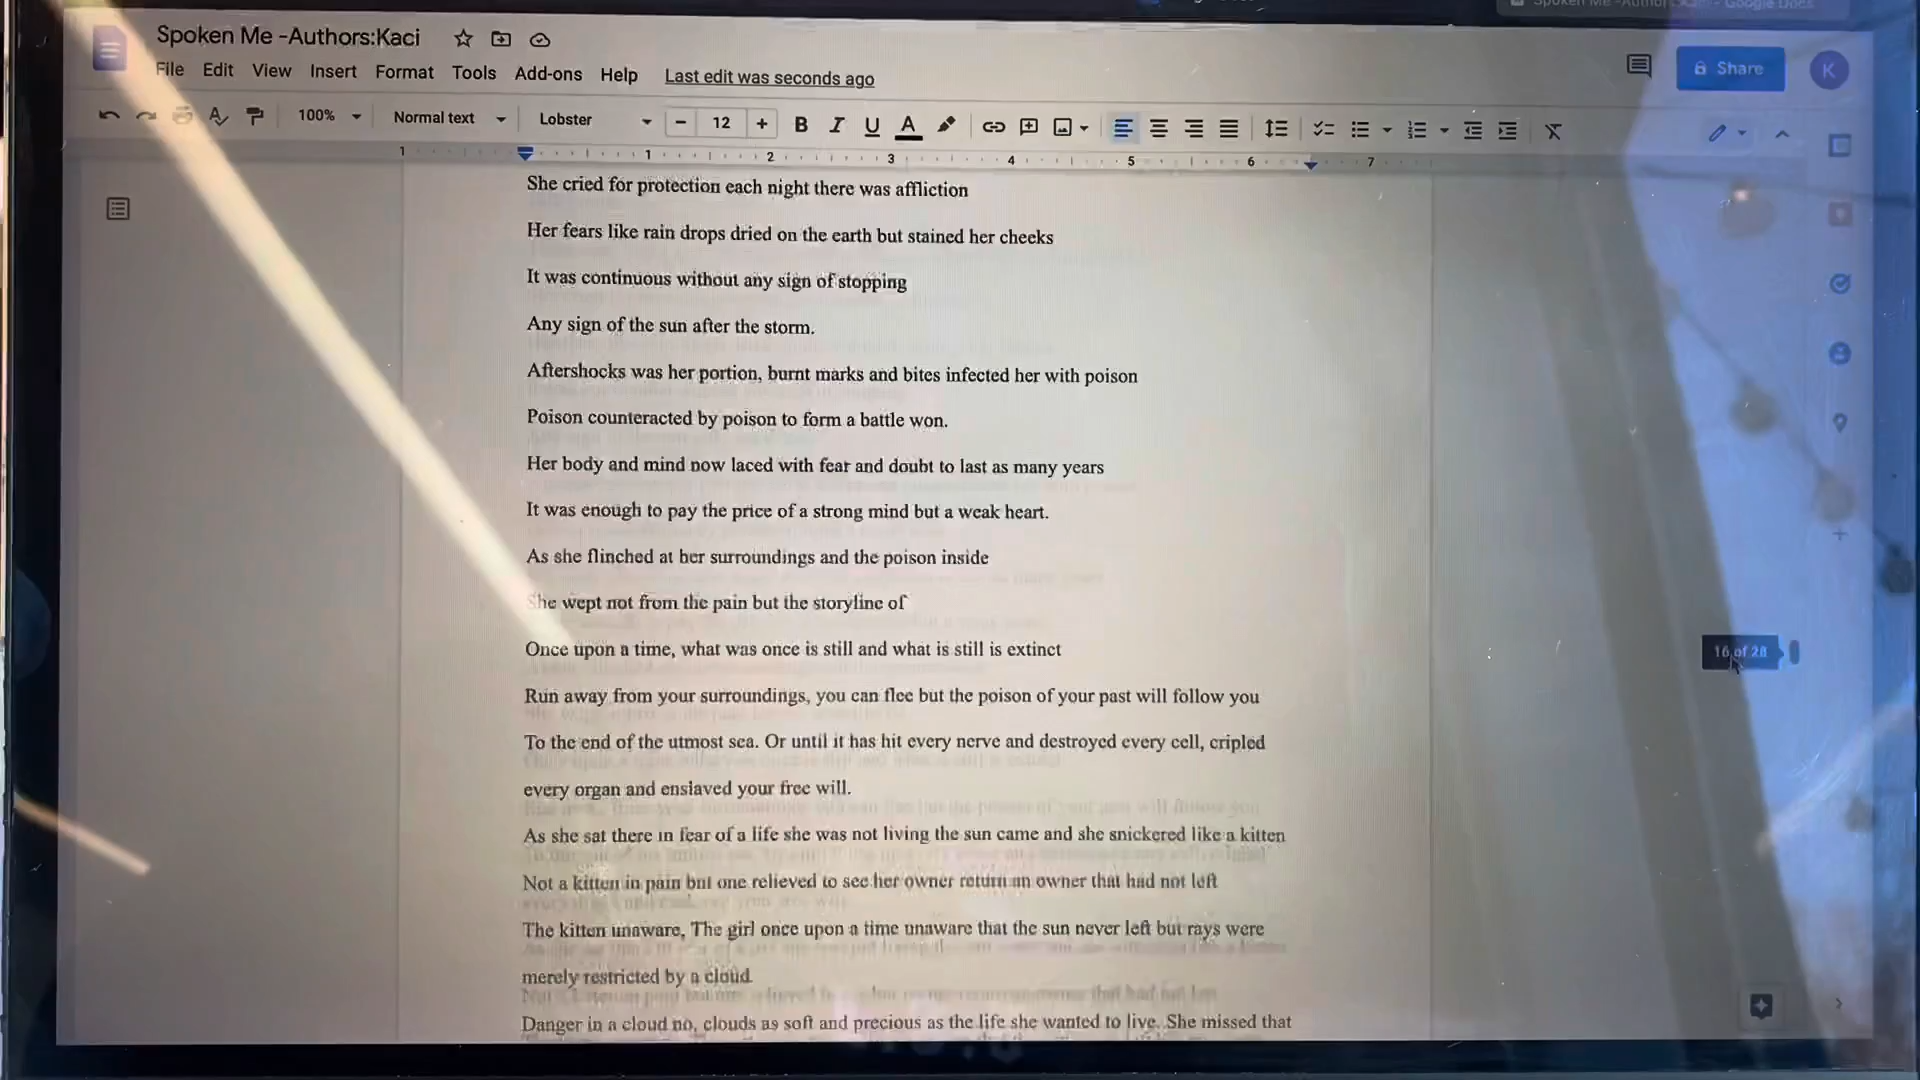 Spoken Me -Authors:Kaci
File Edit View Insert Format Tools Add-ons Help Last edit was seconds ago
Share
K
100% Normal text Lobster 12 B I U A
1 1 2 3 4 5 6 7
She cried for protection each night there was affliction
Her fears like rain drops dried on the earth but stained her cheeks
It was continuous without any sign of stopping
Any sign of the sun after the storm.
Aftershocks was her portion, burnt marks and bites infected her with poison
Poison counteracted by poison to form a battle won.
Her body and mind now laced with fear and doubt to last as many years
It was enough to pay the price of a strong mind but a weak heart.
As she flinched at her surroundings and the poison inside
She wept not from the pain but the storyline of
Once upon a time, what was once is still and what is still is extinct
16 of 28
Run away from your surroundings, you can flee but the poison of your past will follow you
To the end of the utmost sea. Or until it has hit every nerve and destroyed every cell, cripled
every organ and enslaved your free will.
As she sat there in fear of a life she was not living the sun came and she snickered like a kitten
Not a kitten in pain but one relieved to see her owner return an owner that had not left
The kitten unaware, The girl once upon a time unaware that the sun never left but rays were
merely restricted by a cloud.
Danger in a cloud no, clouds as soft and precious as the life she wanted to live. She missed that